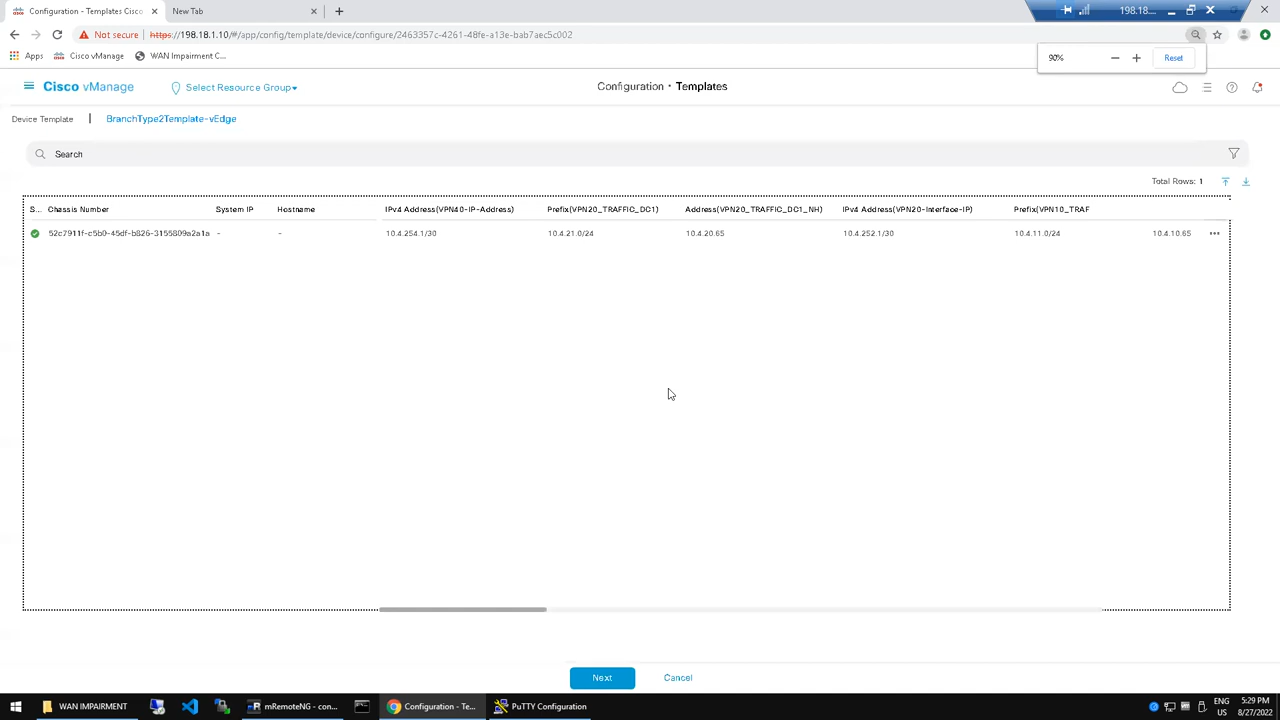 Configuration - Templates Cisco
New Tab
198.18....
Not secure
https://198.18.1.10/#/app/config/template/device/configure/2463357c-4261-48fe-a13e-bab7aec5c002
Apps
Cisco vManage
WAN Impairment C...
90%
Reset
Cisco vManage
Select Resource Group
Configuration · Templates
Device Template
BranchType2Template-vEdge
Search
Total Rows: 1
S... Chassis Number System IP Hostname IPv4 Address(VPN40-IP-Address) Prefix(VPN20_TRAFFIC_DC1) Address(VPN20_TRAFFIC_DC1_NH) IPv4 Address(VPN20-Interface-IP) Prefix(VPN10_TRAF
52c7911f-c5b0-45df-b826-3155809a2a1a - - 10.4.254.1/30 10.4.21.0/24 10.4.20.65 10.4.252.1/30 10.4.11.0/24 10.4.10.65 •••
Next
Cancel
WAN IMPAIRMENT
mRemoteNG - con...
Configuration - Te...
PuTTY Configuration
ENG
US
5:29 PM
8/27/2022